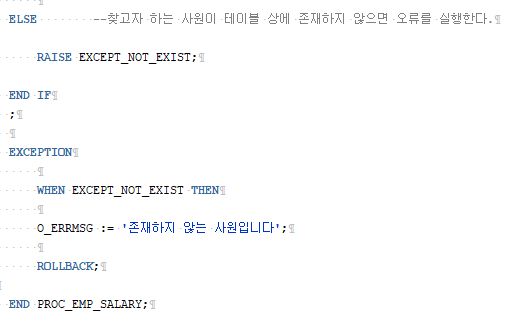 ELSE --찾고자 하는 사원이 테이블 상에 존재하지 않으면 오류를 실행한다.
RAISE EXCEPT_NOT_EXIST;
END IF
;
EXCEPTION
WHEN EXCEPT_NOT_EXIST THEN
O_ERRMSG := '존재하지 않는 사원입니다';
ROLLBACK;
END PROC_EMP_SALARY;